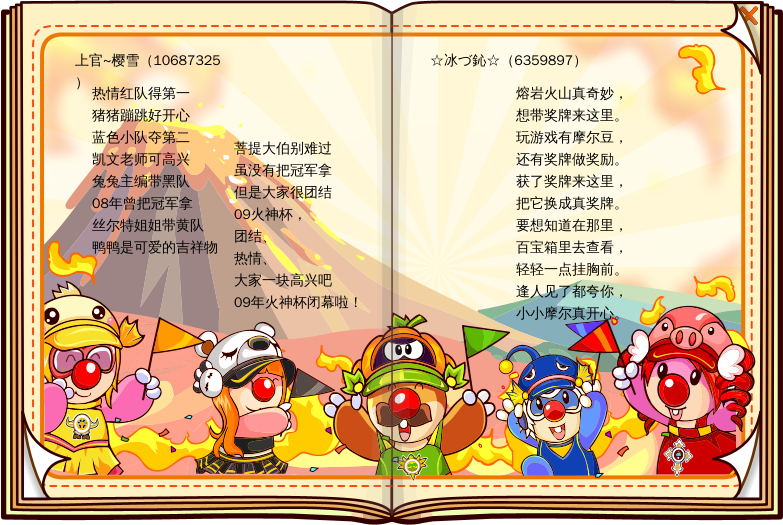 上官~樱雪（10687325
）
热情红队得第一
猪猪蹦跳好开心
蓝色小队夺第二
凯文老师可高兴
兔兔主编带黑队
08年曾把冠军拿
丝尔特姐姐带黄队
鸭鸭是可爱的吉祥物
菩提大伯别难过
虽没有把冠军拿
但是大家很团结
09火神杯，
团结、
热情、
大家一块高兴吧
09年火神杯闭幕啦！
☆冰づ鈊☆（6359897）
熔岩火山真奇妙，
想带奖牌来这里。
玩游戏有摩尔豆，
还有奖牌做奖励。
获了奖牌来这里，
把它换成真奖牌。
要想知道在那里，
百宝箱里去查看，
轻轻一点挂胸前。
逢人见了都夸你，
小小摩尔真开心。